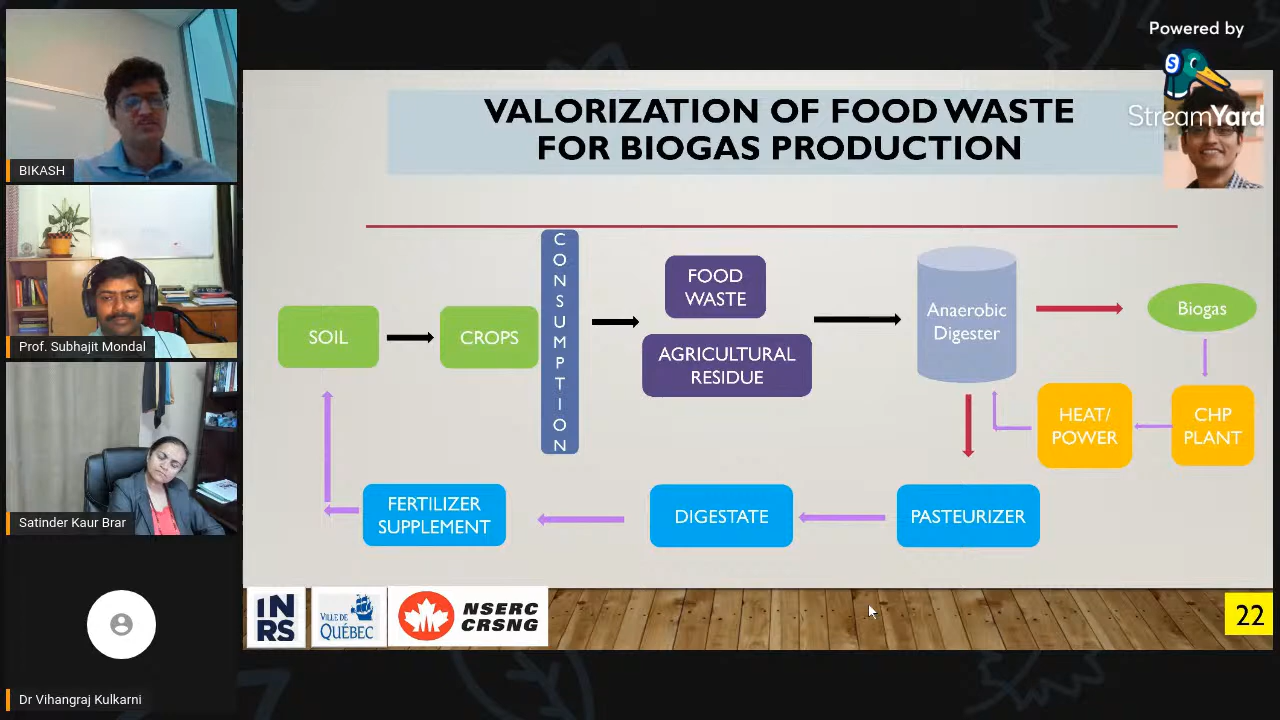 Powered by
StreamYard
BIKASH
Prof. Subhajit Mondal
Satinder Kaur Brar
Dr Vihangraj Kulkarni
VALORIZATION OF FOOD WASTE
FOR BIOGAS PRODUCTION
SOIL
CROPS
CONSUMPTION
FOOD
WASTE
AGRICULTURAL
RESIDUE
Anaerobic
Digester
Biogas
HEAT/
POWER
CHP
PLANT
FERTILIZER
SUPPLEMENT
DIGESTATE
PASTEURIZER
IN
RS
VILLE DE
QUÉBEC
NSERC
CRSNG
22